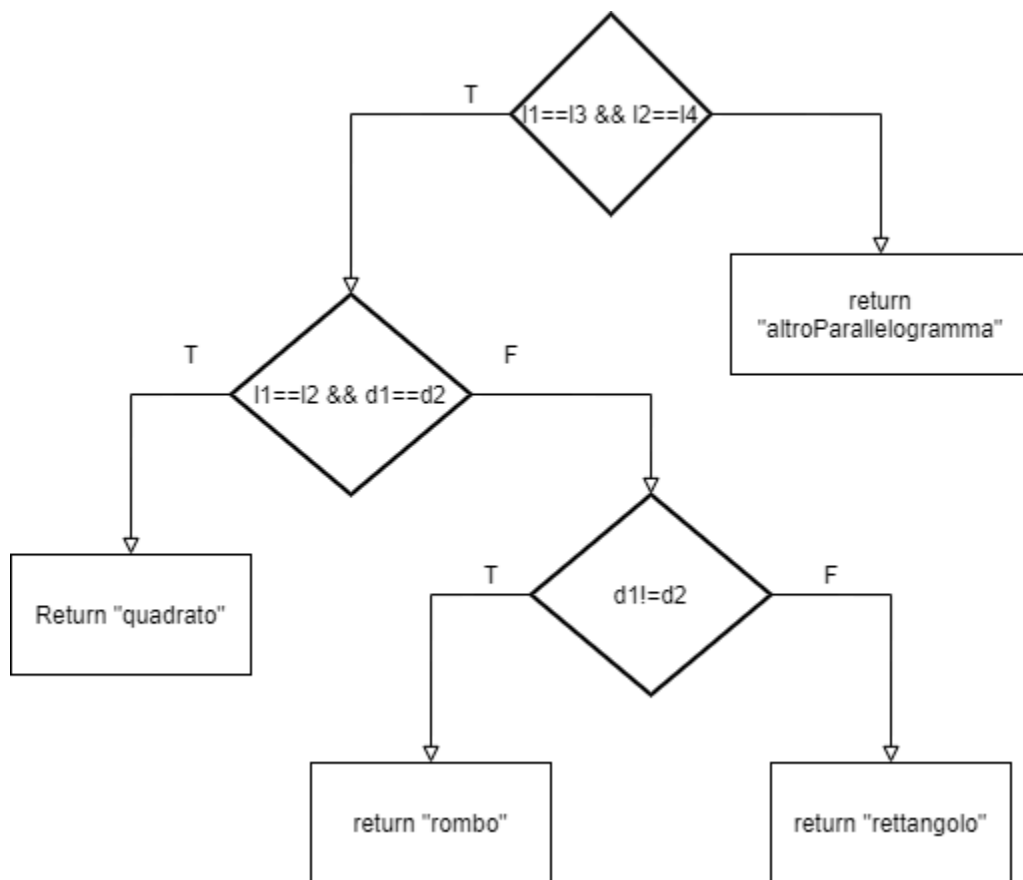 T
l1==l3 && l2==l4
return
"altroParallelogramma"
T
F
l1==l2 && d1==d2
T
F
d1!=d2
Return "quadrato"
return "rombo"
return "rettangolo"